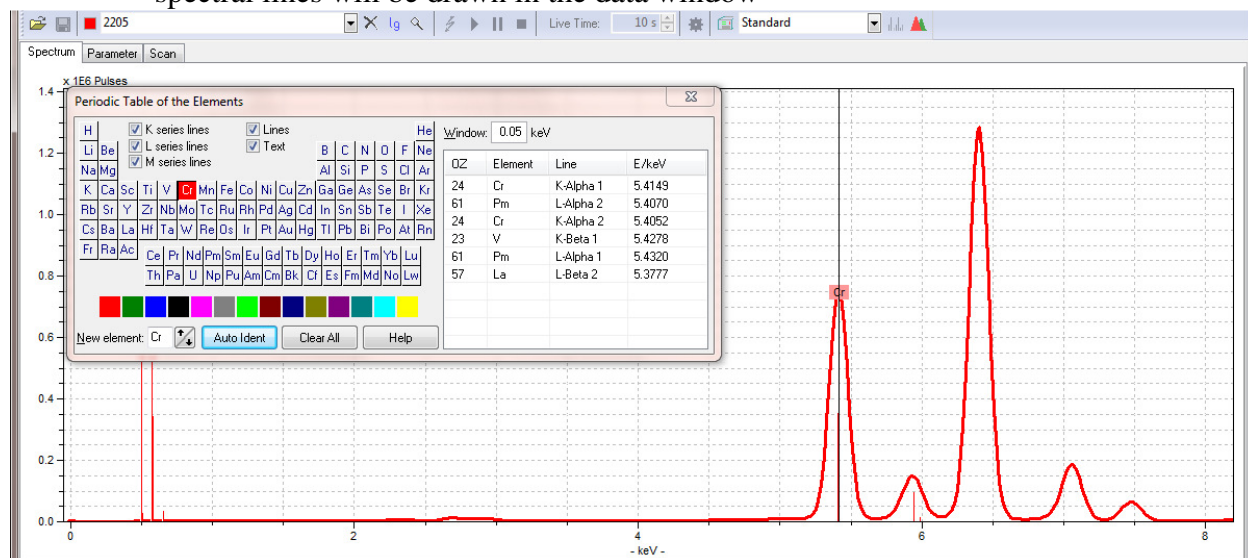 spectral lines will be drawn in the data window
2205 lg Live Time: 10 s Standard
Spectrum Parameter Scan
x 1E6 Pulses
Periodic Table of the Elements
H K series lines Lines He Window: 0.05 keV
Li Be L series lines Text B C N O F Ne
Na Mg M series lines Al Si P S Cl Ar
OZ Element Line E/keV
K Ca Sc Ti V Cr Mn Fe Co Ni Cu Zn Ga Ge As Se Br Kr
Rb Sr Y Zr Nb Mo Tc Ru Rh Pd Ag Cd In Sn Sb Te I Xe
Cs Ba La Hf Ta W Re Os Ir Pt Au Hg Tl Pb Bi Po At Rn
Fr Ra Ac Ce Pr Nd Pm Sm Eu Gd Tb Dy Ho Er Tm Yb Lu
Th Pa U Np Pu Am Cm Bk Cf Es Fm Md No Lw
24 Cr K-Alpha 1 5.4149
61 Pm L-Alpha 2 5.4070
24 Cr K-Alpha 2 5.4052
23 V K-Beta 1 5.4278
61 Pm L-Alpha 1 5.4320
57 La L-Beta 2 5.3777
New element: Cr Auto Ident Clear All Help
Cr
1.4
1.2
1.0
0.8
0.6
0.4
0.2
0.0
0 2 4 6 8
- keV -